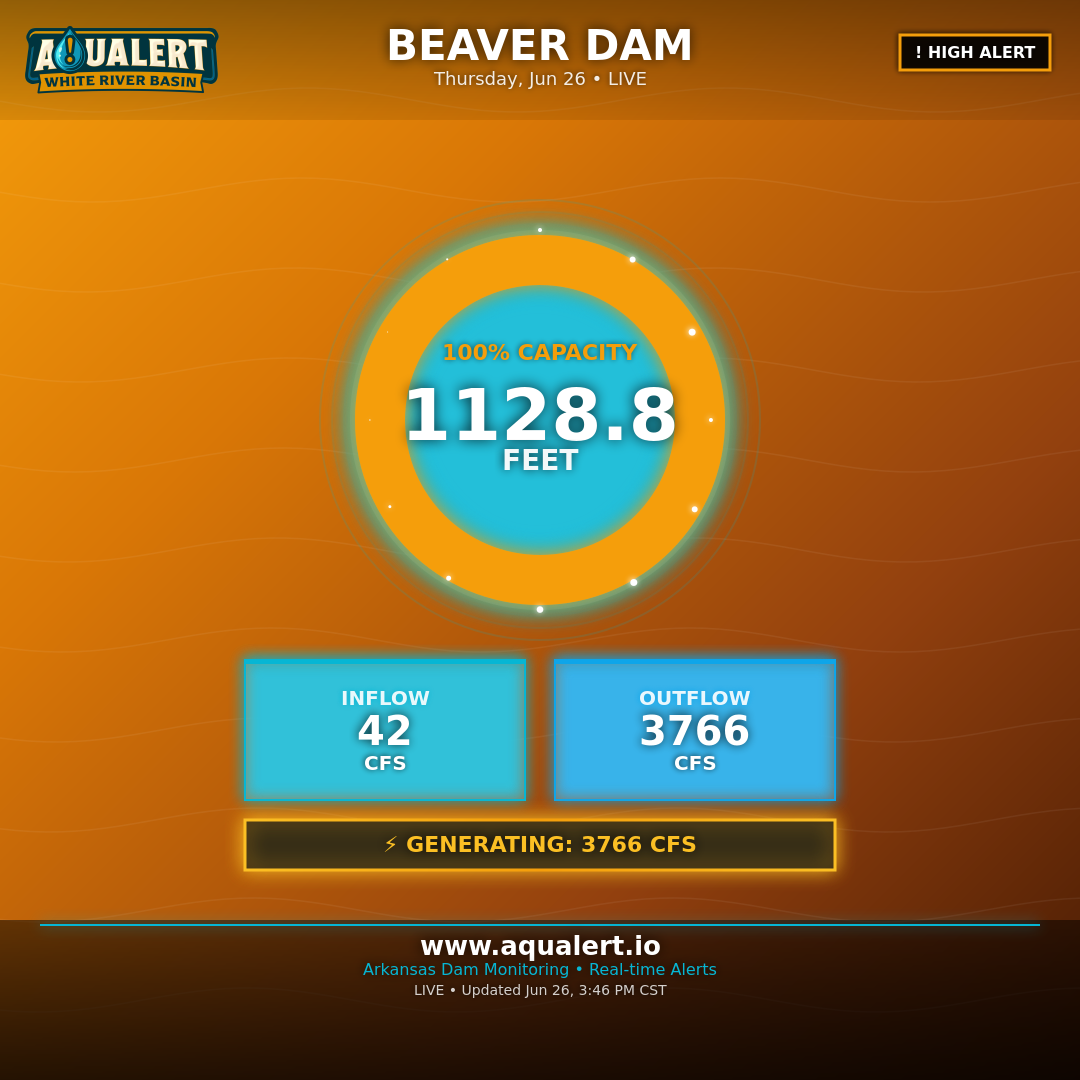 AQUALERT
WHITE RIVER BASIN
BEAVER DAM
Thursday, Jun 26 • LIVE
! HIGH ALERT
100% CAPACITY
1128.8
FEET
INFLOW
42
CFS
OUTFLOW
3766
CFS
⚡ GENERATING: 3766 CFS
www.aqualert.io
Arkansas Dam Monitoring • Real-time Alerts
LIVE • Updated Jun 26, 3:46 PM CST